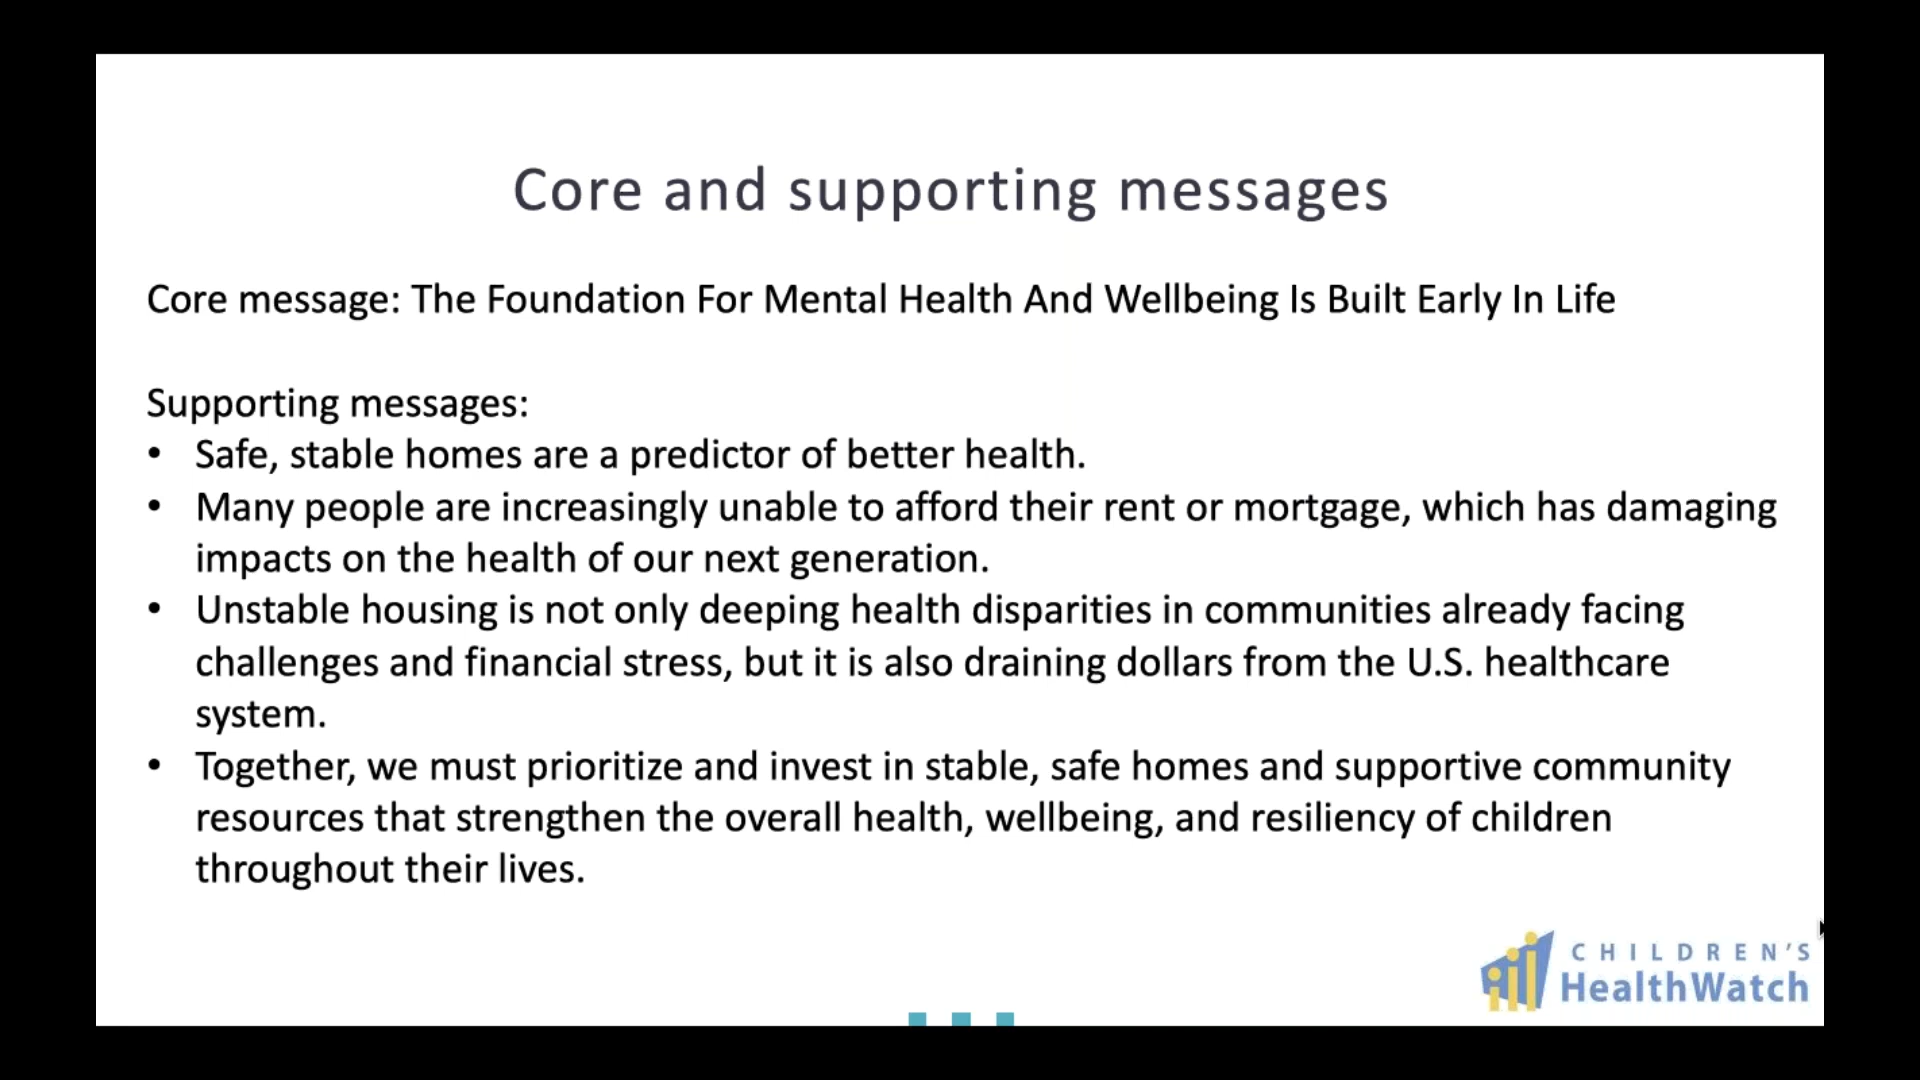 Core and supporting messages
Core message: The Foundation For Mental Health And Wellbeing Is Built Early In Life
Supporting messages:
• Safe, stable homes are a predictor of better health.
• Many people are increasingly unable to afford their rent or mortgage, which has damaging
impacts on the health of our next generation.
• Unstable housing is not only deeping health disparities in communities already facing
challenges and financial stress, but it is also draining dollars from the U.S. healthcare
system.
• Together, we must prioritize and invest in stable, safe homes and supportive community
resources that strengthen the overall health, wellbeing, and resiliency of children
throughout their lives.
CHILDREN'S
HealthWatch